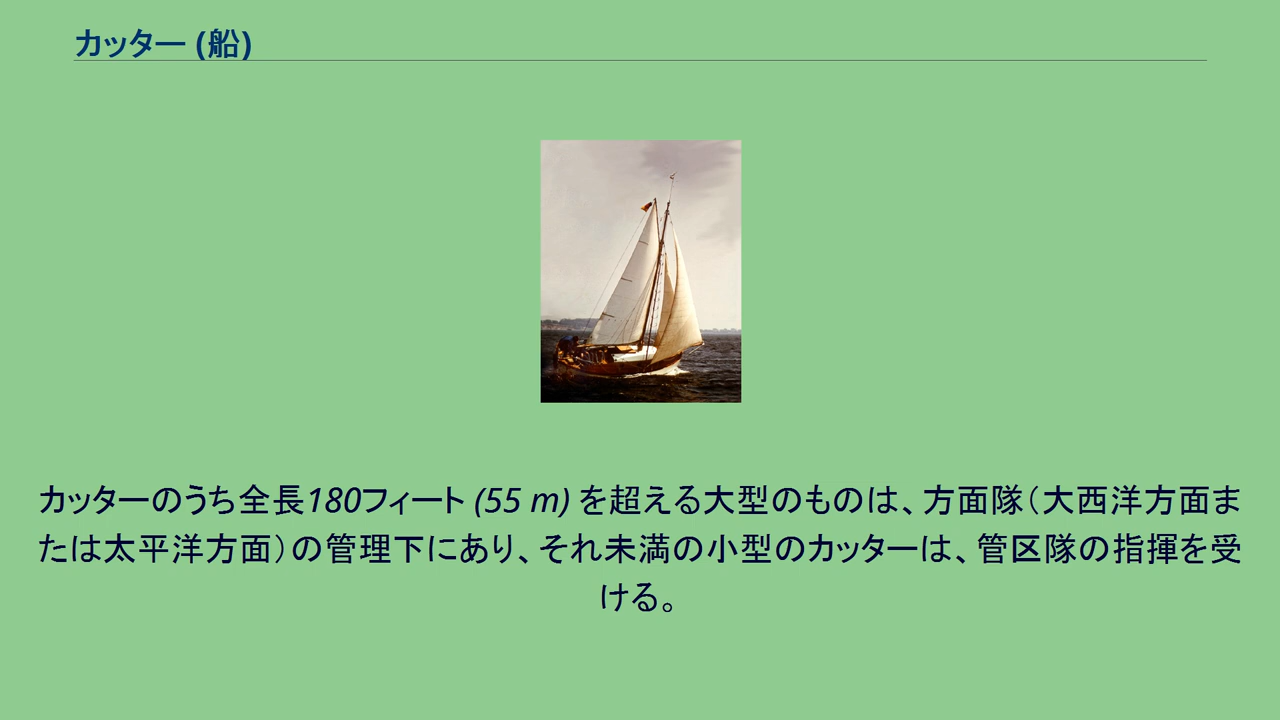 カッター (船)
カッターのうち全長180フィート (55 m) を超える大型のものは、方面隊（大西洋方面ま
たは太平洋方面）の管理下にあり、それ未満の小型のカッターは、管区隊の指揮を受
ける。